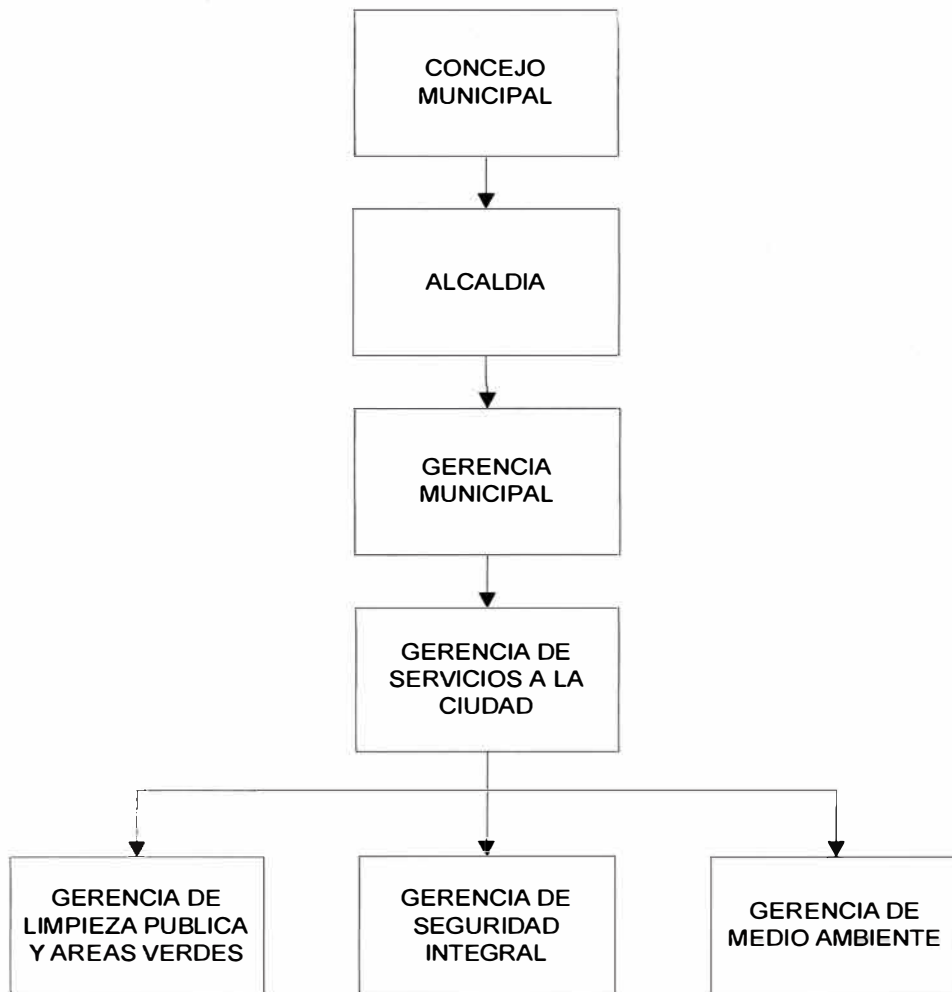 CONCEJO
MUNICIPAL
ALCALDIA
GERENCIA
MUNICIPAL
GERENCIA DE
SERVICIOS A LA
CIUDAD
GERENCIA DE
LIMPIEZA PUBLICA
Y AREAS VERDES
GERENCIA DE
SEGURIDAD
INTEGRAL
GERENCIA DE
MEDIO AMBIENTE